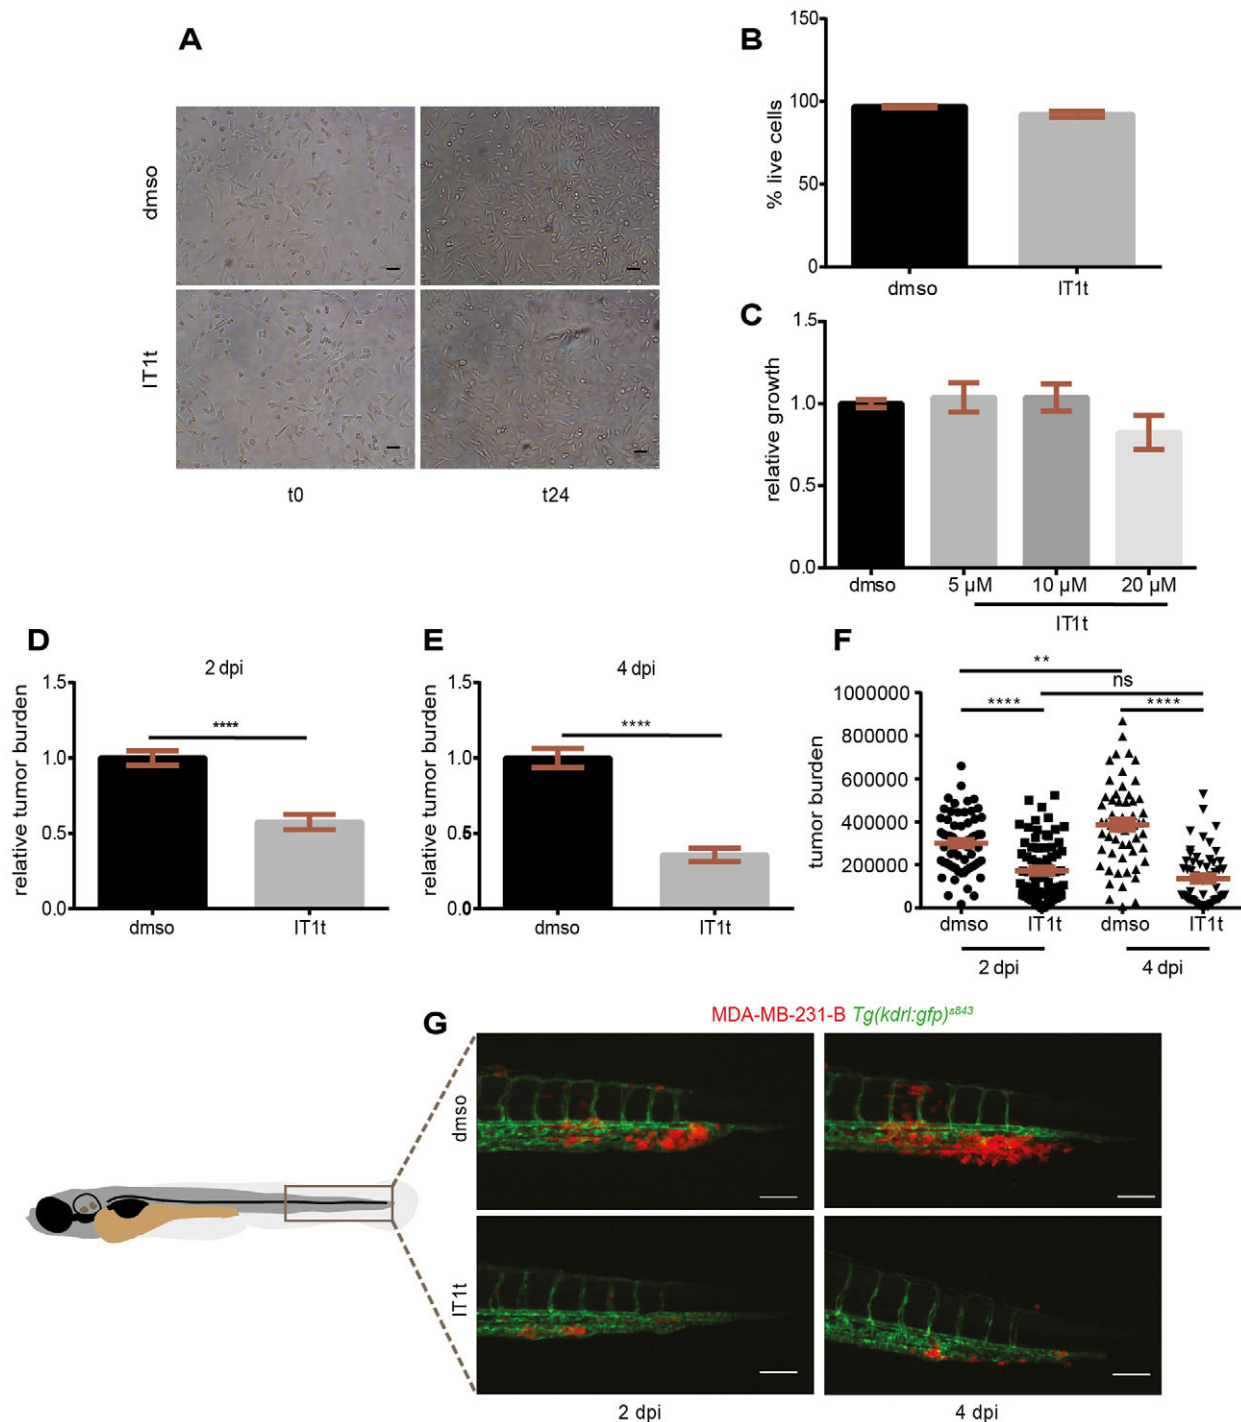 A
dmso
IT1t
t0
t24
B
% live cells
150
100
50
0
dmso
IT1t
C
relative growth
1.5
1.0
0.5
0.0
dmso
5 µM
10 µM
20 µM
IT1t
D
2 dpi
relative tumor burden
1.5
1.0
0.5
0.0
****
dmso
IT1t
E
4 dpi
relative tumor burden
1.5
1.0
0.5
0.0
****
dmso
IT1t
F
tumor burden
1000000
800000
600000
400000
200000
0
**
ns
****
****
dmso
IT1t
dmso
IT1t
2 dpi
4 dpi
G
MDA-MB-231-B Tg(kdrl:gfp)s843
dmso
IT1t
2 dpi
4 dpi